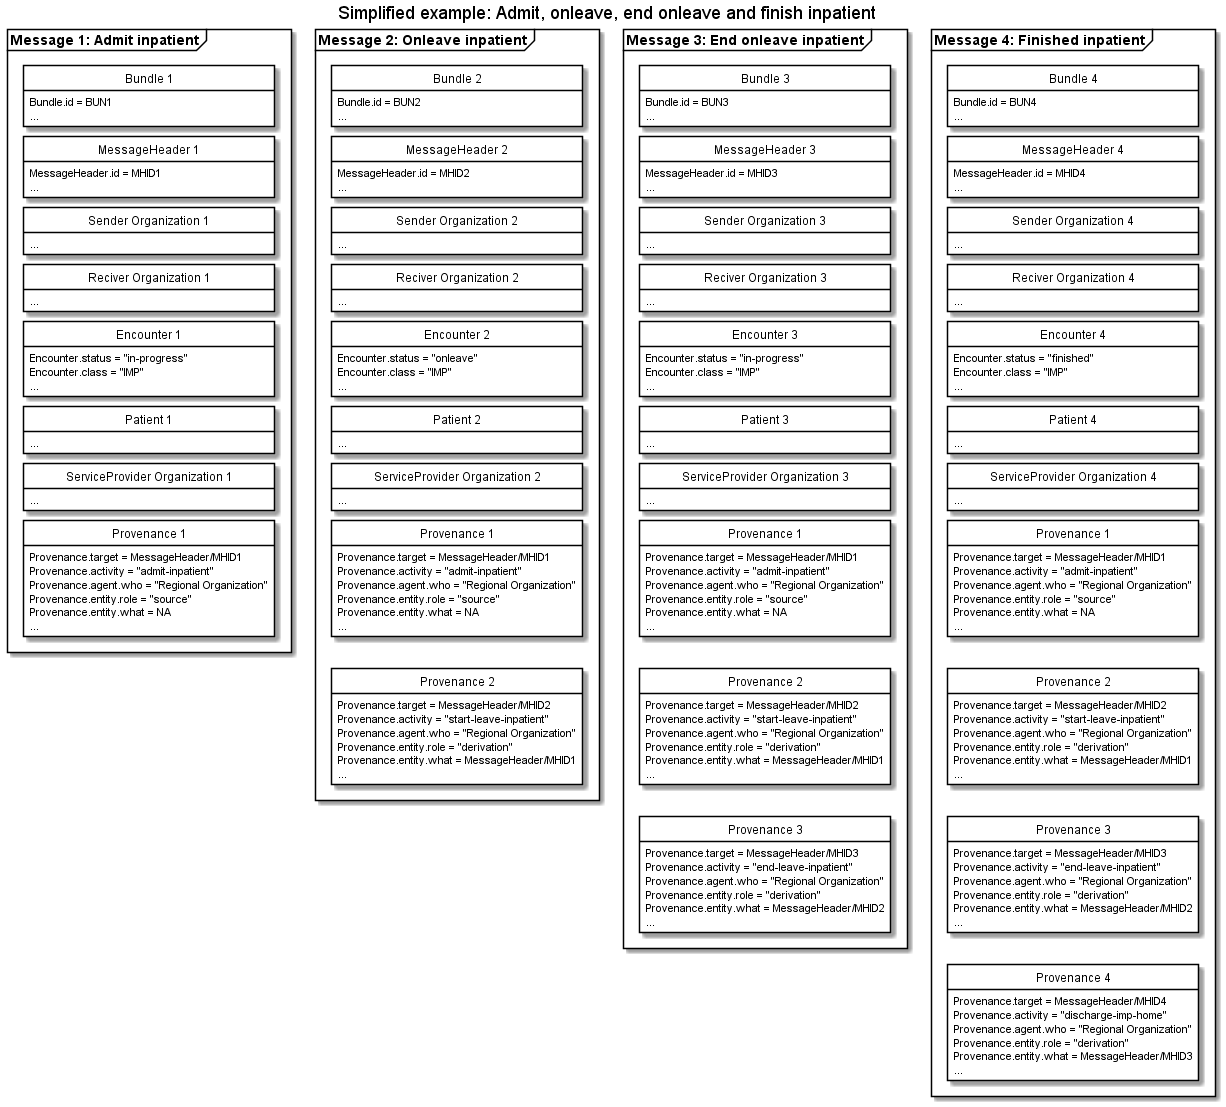 Simplified example: Admit, onleave, end onleave and finish inpatient
Message 1: Admit inpatient
Bundle 1
Bundle.id = BUN1
...
MessageHeader 1
MessageHeader.id = MHID1
...
Sender Organization 1
...
Reciver Organization 1
...
Encounter 1
Encounter.status = "in-progress"
Encounter.class = "IMP"
...
Patient 1
...
ServiceProvider Organization 1
...
Provenance 1
Provenance.target = MessageHeader/MHID1
Provenance.activity = "admit-inpatient"
Provenance.agent.who = "Regional Organization"
Provenance.entity.role = "source"
Provenance.entity.what = NA
...
Message 2: Onleave inpatient
Bundle 2
Bundle.id = BUN2
...
MessageHeader 2
MessageHeader.id = MHID2
...
Sender Organization 2
...
Reciver Organization 2
...
Encounter 2
Encounter.status = "onleave"
Encounter.class = "IMP"
...
Patient 2
...
ServiceProvider Organization 2
...
Provenance 1
Provenance.target = MessageHeader/MHID1
Provenance.activity = "admit-inpatient"
Provenance.agent.who = "Regional Organization"
Provenance.entity.role = "source"
Provenance.entity.what = NA
...
Provenance 2
Provenance.target = MessageHeader/MHID2
Provenance.activity = "start-leave-inpatient"
Provenance.agent.who = "Regional Organization"
Provenance.entity.role = "derivation"
Provenance.entity.what = MessageHeader/MHID1
...
Message 3: End onleave inpatient
Bundle 3
Bundle.id = BUN3
...
MessageHeader 3
MessageHeader.id = MHID3
...
Sender Organization 3
...
Reciver Organization 3
...
Encounter 3
Encounter.status = "in-progress"
Encounter.class = "IMP"
...
Patient 3
...
ServiceProvider Organization 3
...
Provenance 1
Provenance.target = MessageHeader/MHID1
Provenance.activity = "admit-inpatient"
Provenance.agent.who = "Regional Organization"
Provenance.entity.role = "source"
Provenance.entity.what = NA
...
Provenance 2
Provenance.target = MessageHeader/MHID2
Provenance.activity = "start-leave-inpatient"
Provenance.agent.who = "Regional Organization"
Provenance.entity.role = "derivation"
Provenance.entity.what = MessageHeader/MHID1
...
Provenance 3
Provenance.target = MessageHeader/MHID3
Provenance.activity = "end-leave-inpatient"
Provenance.agent.who = "Regional Organization"
Provenance.entity.role = "derivation"
Provenance.entity.what = MessageHeader/MHID2
...
Message 4: Finished inpatient
Bundle 4
Bundle.id = BUN4
...
MessageHeader 4
MessageHeader.id = MHID4
...
Sender Organization 4
...
Reciver Organization 4
...
Encounter 4
Encounter.status = "finished"
Encounter.class = "IMP"
...
Patient 4
...
ServiceProvider Organization 4
...
Provenance 1
Provenance.target = MessageHeader/MHID1
Provenance.activity = "admit-inpatient"
Provenance.agent.who = "Regional Organization"
Provenance.entity.role = "source"
Provenance.entity.what = NA
...
Provenance 2
Provenance.target = MessageHeader/MHID2
Provenance.activity = "start-leave-inpatient"
Provenance.agent.who = "Regional Organization"
Provenance.entity.role = "derivation"
Provenance.entity.what = MessageHeader/MHID1
...
Provenance 3
Provenance.target = MessageHeader/MHID3
Provenance.activity = "end-leave-inpatient"
Provenance.agent.who = "Regional Organization"
Provenance.entity.role = "derivation"
Provenance.entity.what = MessageHeader/MHID2
...
Provenance 4
Provenance.target = MessageHeader/MHID4
Provenance.activity = "discharge-imp-home"
Provenance.agent.who = "Regional Organization"
Provenance.entity.role = "derivation"
Provenance.entity.what = MessageHeader/MHID3
...